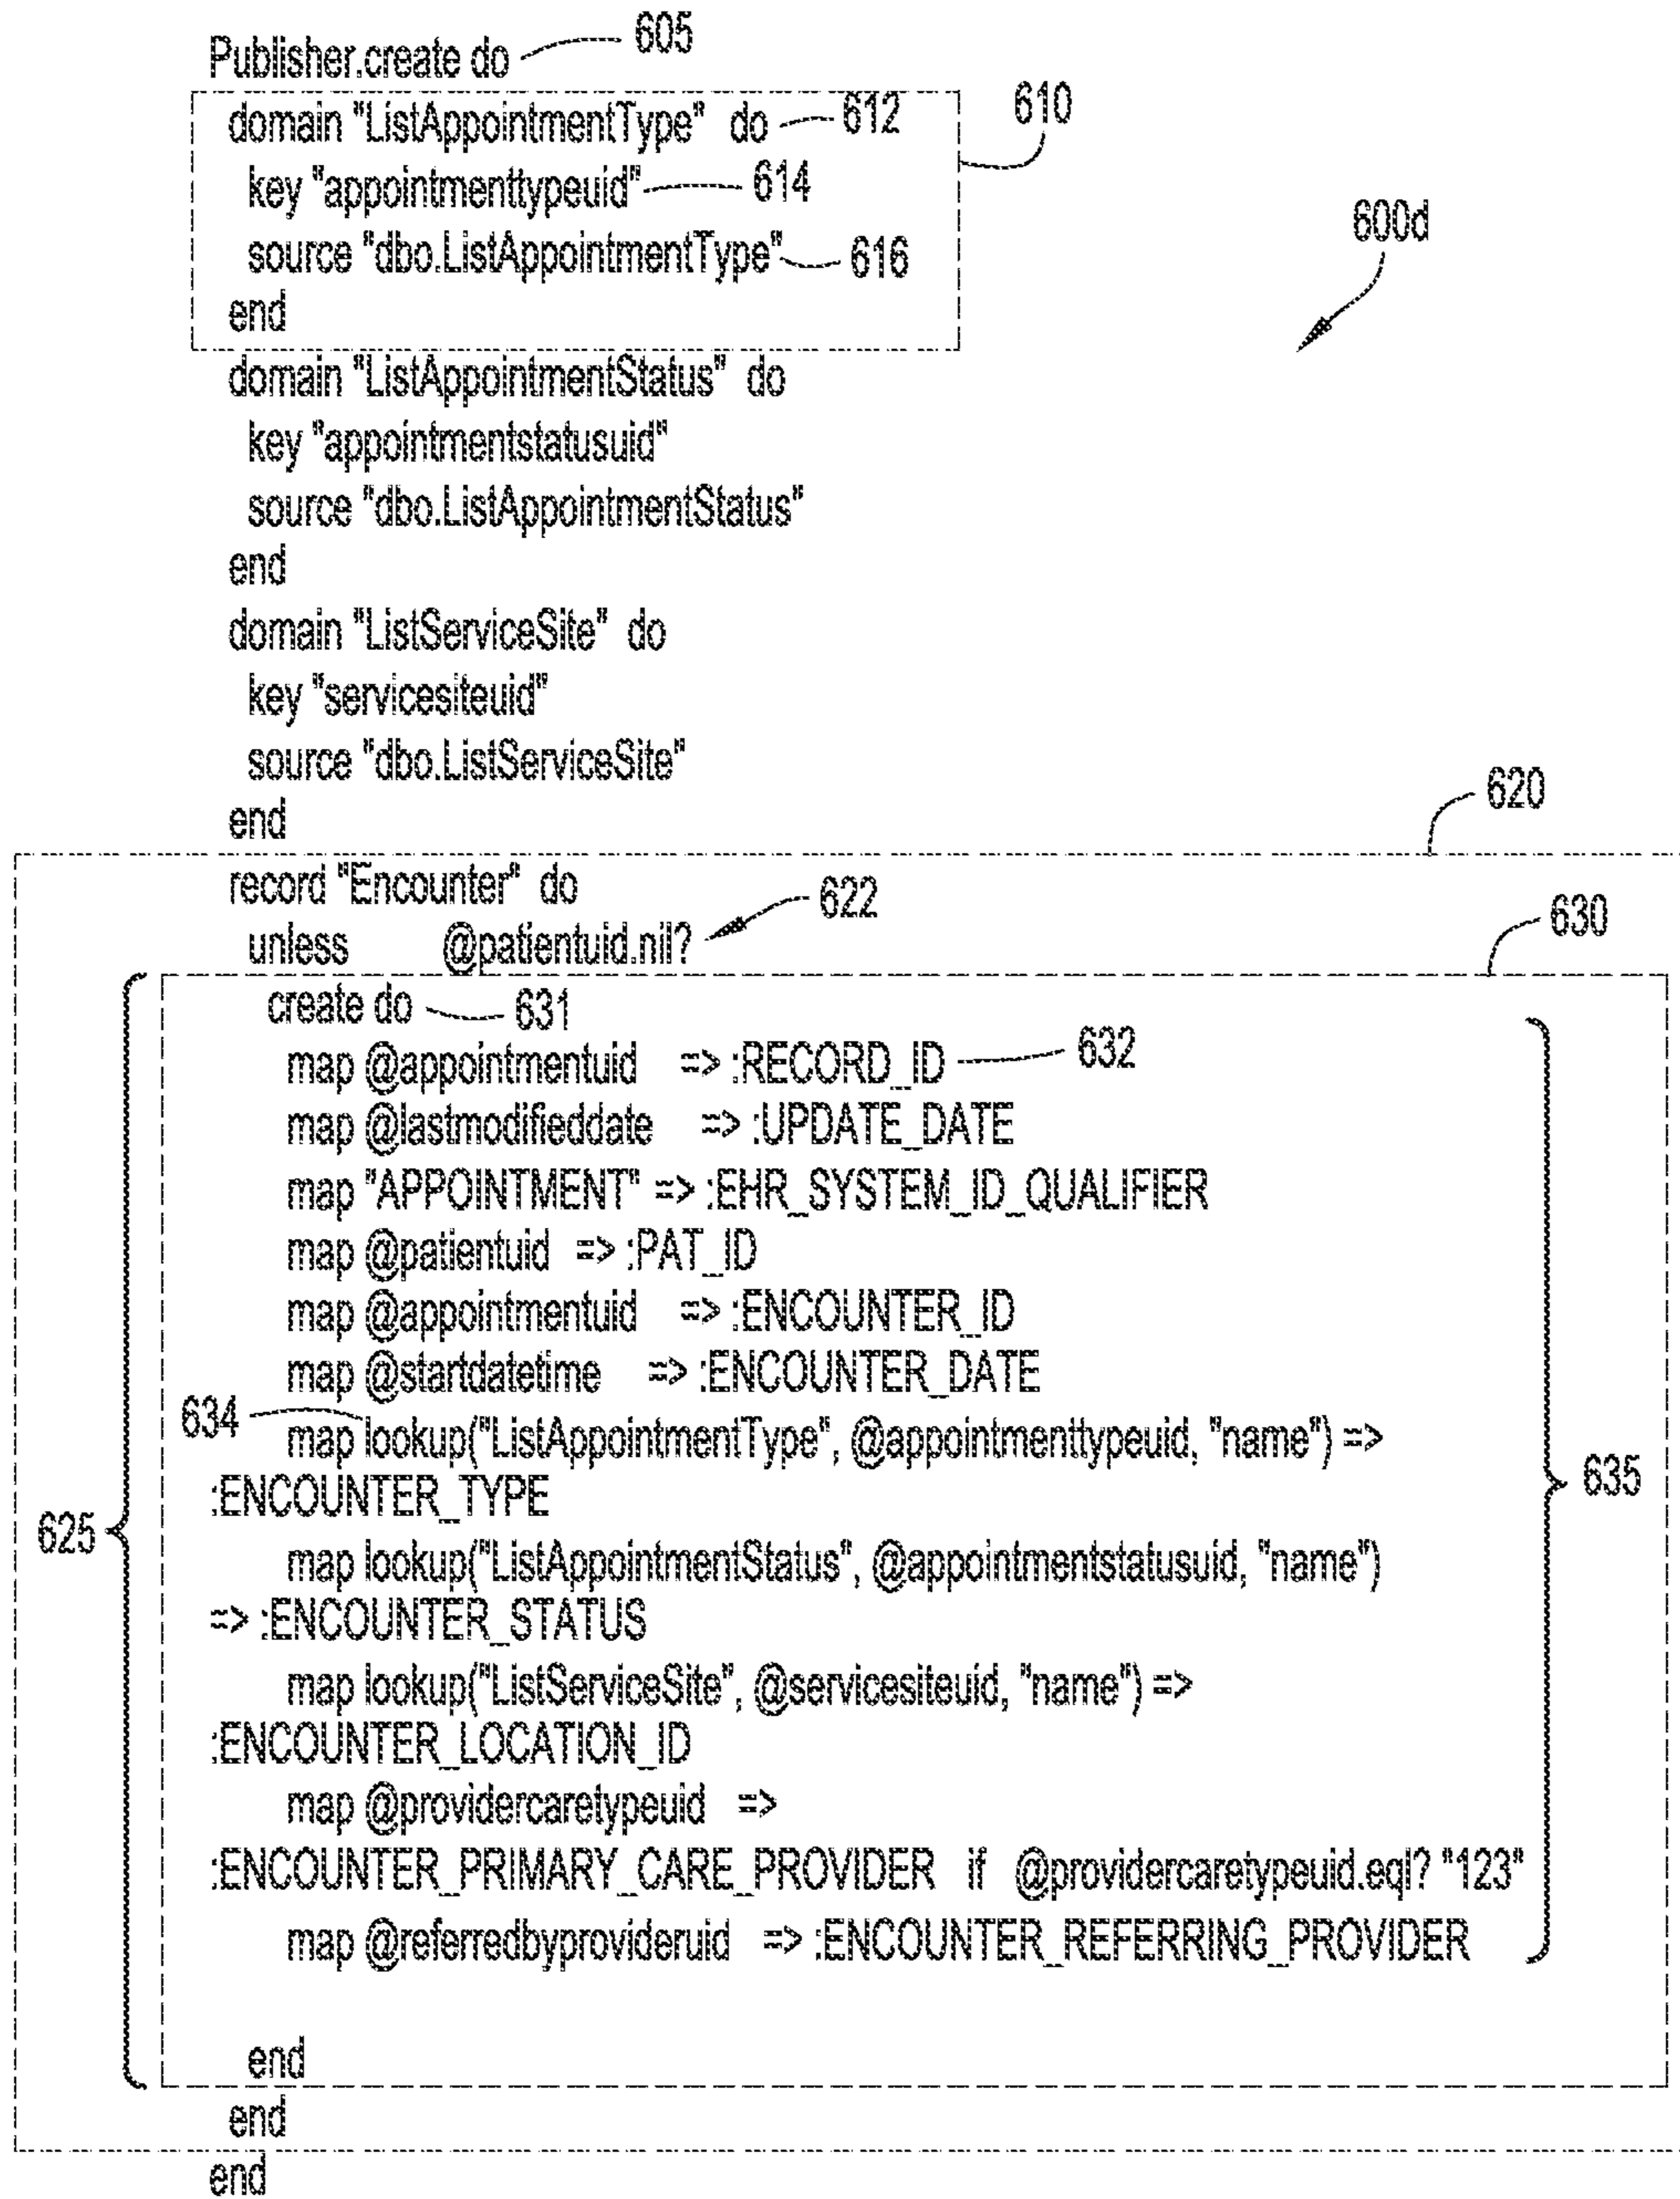 Publisher.create do 605
domain "ListAppointmentType" do 612 610
key "appointmenttypeuid" 614
source "dbo.ListAppointmentType" 616 600d
end
domain "ListAppointmentStatus" do
key "appointmentstatusuid"
source "dbo.ListAppointmentStatus"
end
domain "ListServiceSite" do
key "servicesiteuid"
source "dbo.ListServiceSite"
end 620
record "Encounter" do 622
unless @patientuid.nil? 630
create do 631
map @appointmentuid => :RECORD_ID 632
map @lastmodifieddate => :UPDATE_DATE
map "APPOINTMENT" => :EHR_SYSTEM_ID_QUALIFIER
map @patientuid => :PAT_ID
map @appointmentuid => :ENCOUNTER_ID
map @startdatetime => :ENCOUNTER_DATE
634 map lookup("ListAppointmentType", @appointmenttypeuid, "name") =>
:ENCOUNTER_TYPE 635
625 map lookup("ListAppointmentStatus", @appointmentstatusuid, "name")
=> :ENCOUNTER_STATUS
map lookup("ListServiceSite", @servicesiteuid, "name") =>
:ENCOUNTER_LOCATION_ID
map @providercaretypeuid =>
:ENCOUNTER_PRIMARY_CARE_PROVIDER if @providercaretypeuid.eql? "123"
map @referredbyprovideruid => :ENCOUNTER_REFERRING_PROVIDER
end
end
end